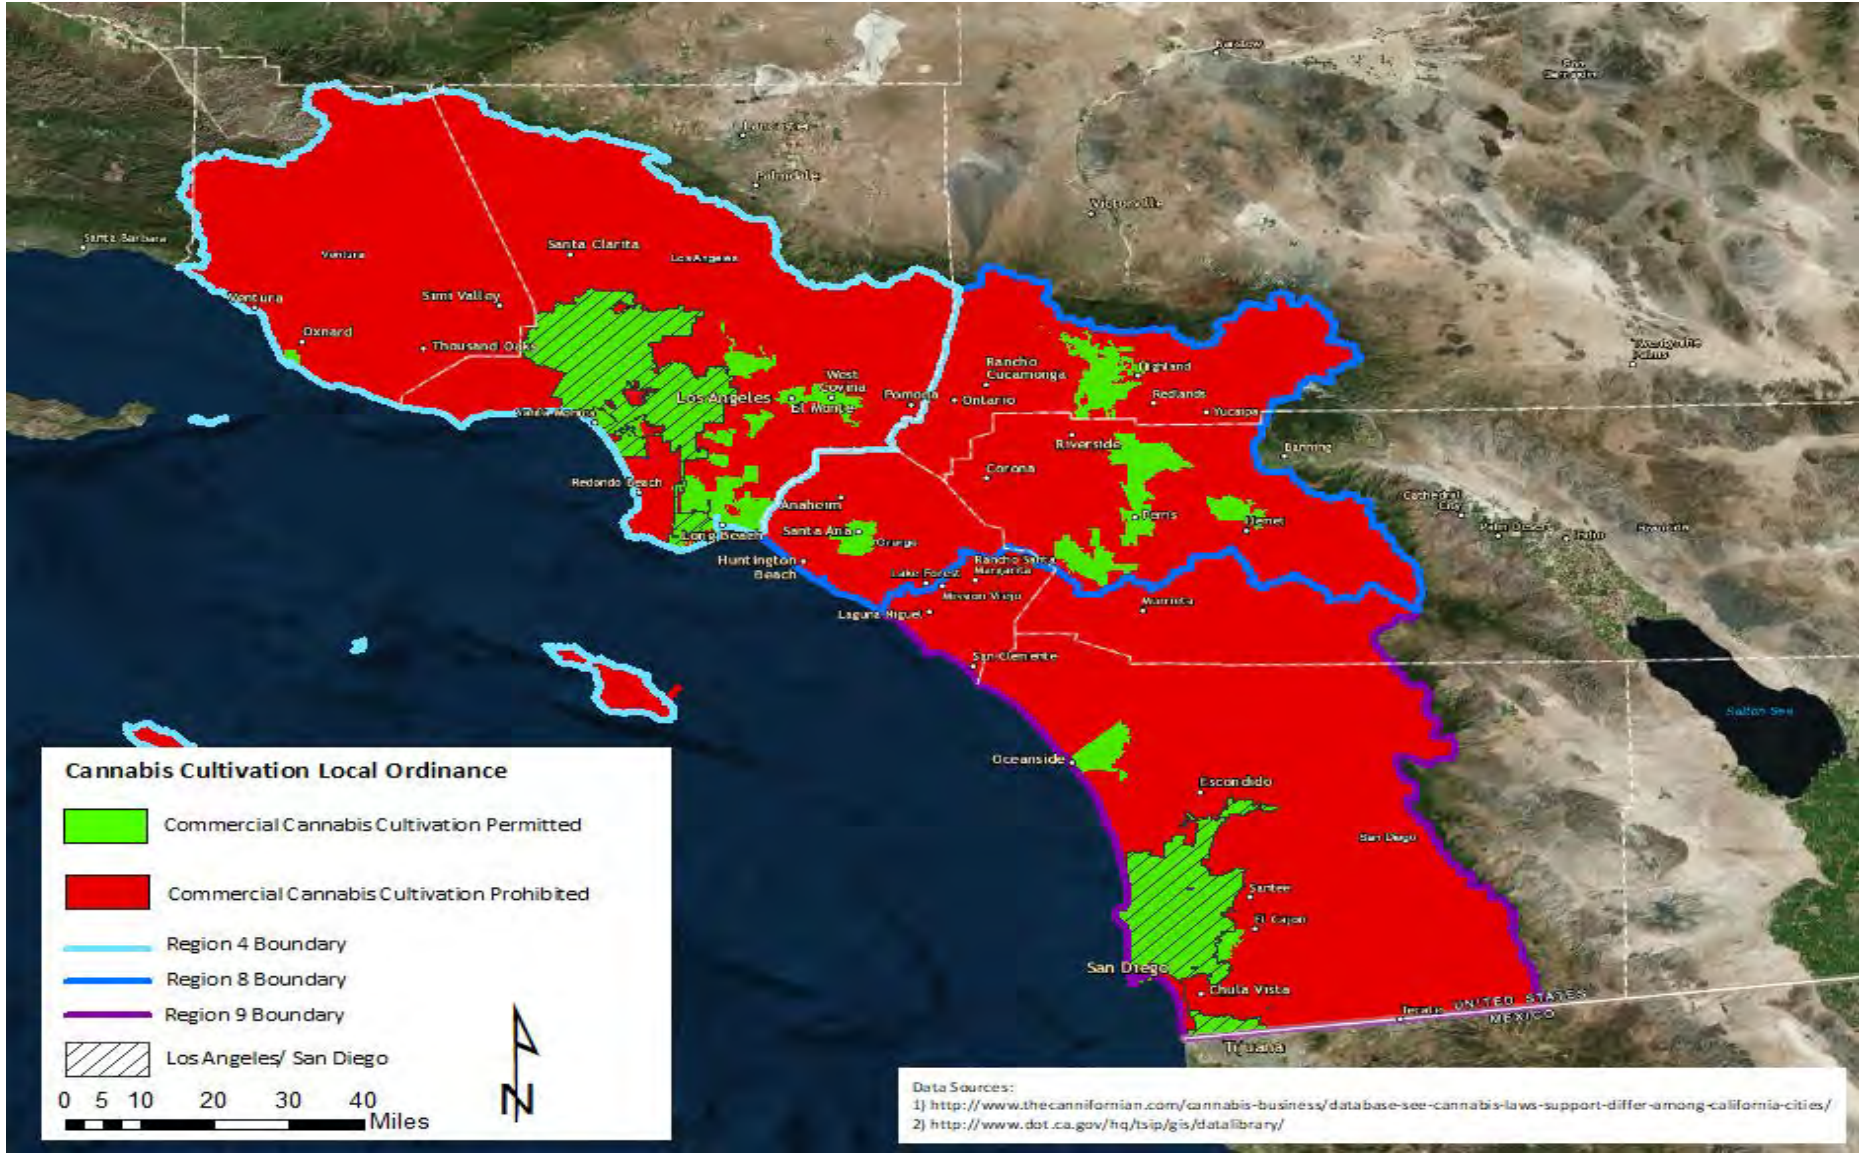 Barstow
Lancaster
Palmdale
Victorville
Santa Barbara
Ventura
Santa Clarita
Los Angeles
Ventura
Simi Valley
Oxnard
Thousand Oaks
Twentynine
Palms
West
Covina
Rancho
Cucamonga
Highland
Los Angeles
El Monte
Pomona
Ontario
Redlands
Yucaipa
Santa Monica
Riverside
Banning
Corona
Redondo Beach
Anaheim
Cathedral
City
Perris
Hemet
Palm Desert
Indio
Riverside
Santa Ana
Orange
Long Beach
Huntington
Beach
Rancho Santa
Margarita
Lake Forest
Mission Viejo
Murrieta
Laguna Niguel
San Clemente
Salton Sea
Oceanside
Escondido
San Diego
Santee
El Cajon
San Diego
Chula Vista
Tecate
UNITED STATES
MEXICO
Tijuana
Cannabis Cultivation Local Ordinance
Commercial Cannabis Cultivation Permitted
Commercial Cannabis Cultivation Prohibited
Region 4 Boundary
Region 8 Boundary
Region 9 Boundary
Los Angeles/ San Diego
0 5 10 20 30 40
Miles
N
Data Sources:
1) http://www.thecannifornian.com/cannabis-business/database-see-cannabis-laws-support-differ-among-california-cities/
2) http://www.dot.ca.gov/hq/tsip/gis/datalibrary/